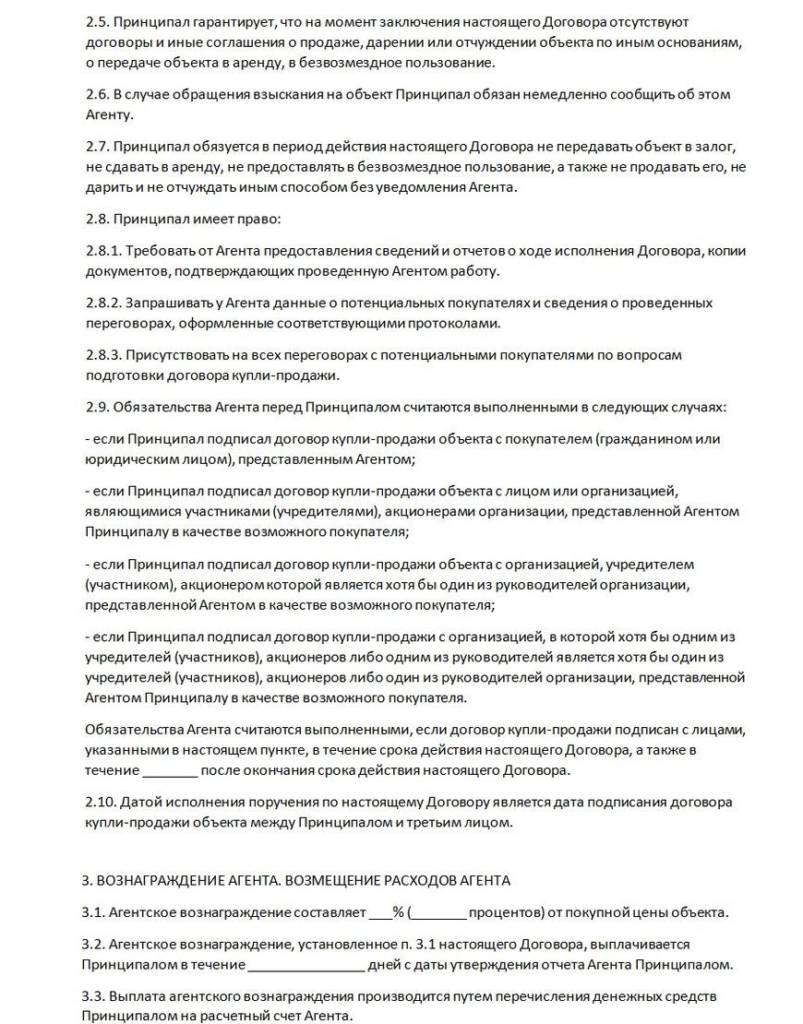 2.5. Принципал гарантирует, что на момент заключения настоящего Договора отсутствуют
договоры и иные соглашения о продаже, дарении или отчуждении объекта по иным основаниям,
о передаче объекта в аренду, в безвозмездное пользование.
2.6. В случае обращения взыскания на объект Принципал обязан немедленно сообщить об этом
Агенту.
2.7. Принципал обязуется в период действия настоящего Договора не передавать объект в залог,
не сдавать в аренду, не предоставлять в безвозмездное пользование, а также не продавать его, не
дарить и не отчуждать иным способом без уведомления Агента.
2.8. Принципал имеет право:
2.8.1. Требовать от Агента предоставления сведений и отчетов о ходе исполнения Договора, копии
документов, подтверждающих проведенную Агентом работу.
2.8.2. Запрашивать у Агента данные о потенциальных покупателях и сведения о проведенных
переговорах, оформленные соответствующими протоколами.
2.8.3. Присутствовать на всех переговорах с потенциальными покупателями по вопросам
подготовки договора купли-продажи.
2.9. Обязательства Агента перед Принципалом считаются выполненными в следующих случаях:
- если Принципал подписал договор купли-продажи объекта с покупателем (гражданином или
юридическим лицом), представленным Агентом;
- если Принципал подписал договор купли-продажи объекта с лицом или организацией,
являющимися участниками (учредителями), акционерами организации, представленной Агентом
Принципалу в качестве возможного покупателя;
- если Принципал подписал договор купли-продажи объекта с организацией, учредителем
(участником), акционером которой является хотя бы один из руководителей организации,
представленной Агентом в качестве возможного покупателя;
- если Принципал подписал договор купли-продажи с организацией, в которой хотя бы одним из
учредителей (участников), акционеров либо одним из руководителей является хотя бы один из
учредителей (участников), акционеров либо один из руководителей организации, представленной
Агентом Принципалу в качестве возможного покупателя.
Обязательства Агента считаются выполненными, если договор купли-продажи подписан с лицами,
указанными в настоящем пункте, в течение срока действия настоящего Договора, а также в
течение _______ после окончания срока действия настоящего Договора.
2.10. Датой исполнения поручения по настоящему Договору является дата подписания договора
купли-продажи объекта между Принципалом и третьим лицом.
3. ВОЗНАГРАЖДЕНИЕ АГЕНТА. ВОЗМЕЩЕНИЕ РАСХОДОВ АГЕНТА
3.1. Агентское вознаграждение составляет ___% (_______ процентов) от покупной цены объекта.
3.2. Агентское вознаграждение, установленное п. 3.1 настоящего Договора, выплачивается
Принципалом в течение _______________ дней с даты утверждения отчета Агента Принципалом.
3.3. Выплата агентского вознаграждения производится путем перечисления денежных средств
Принципалом на расчетный счет Агента.